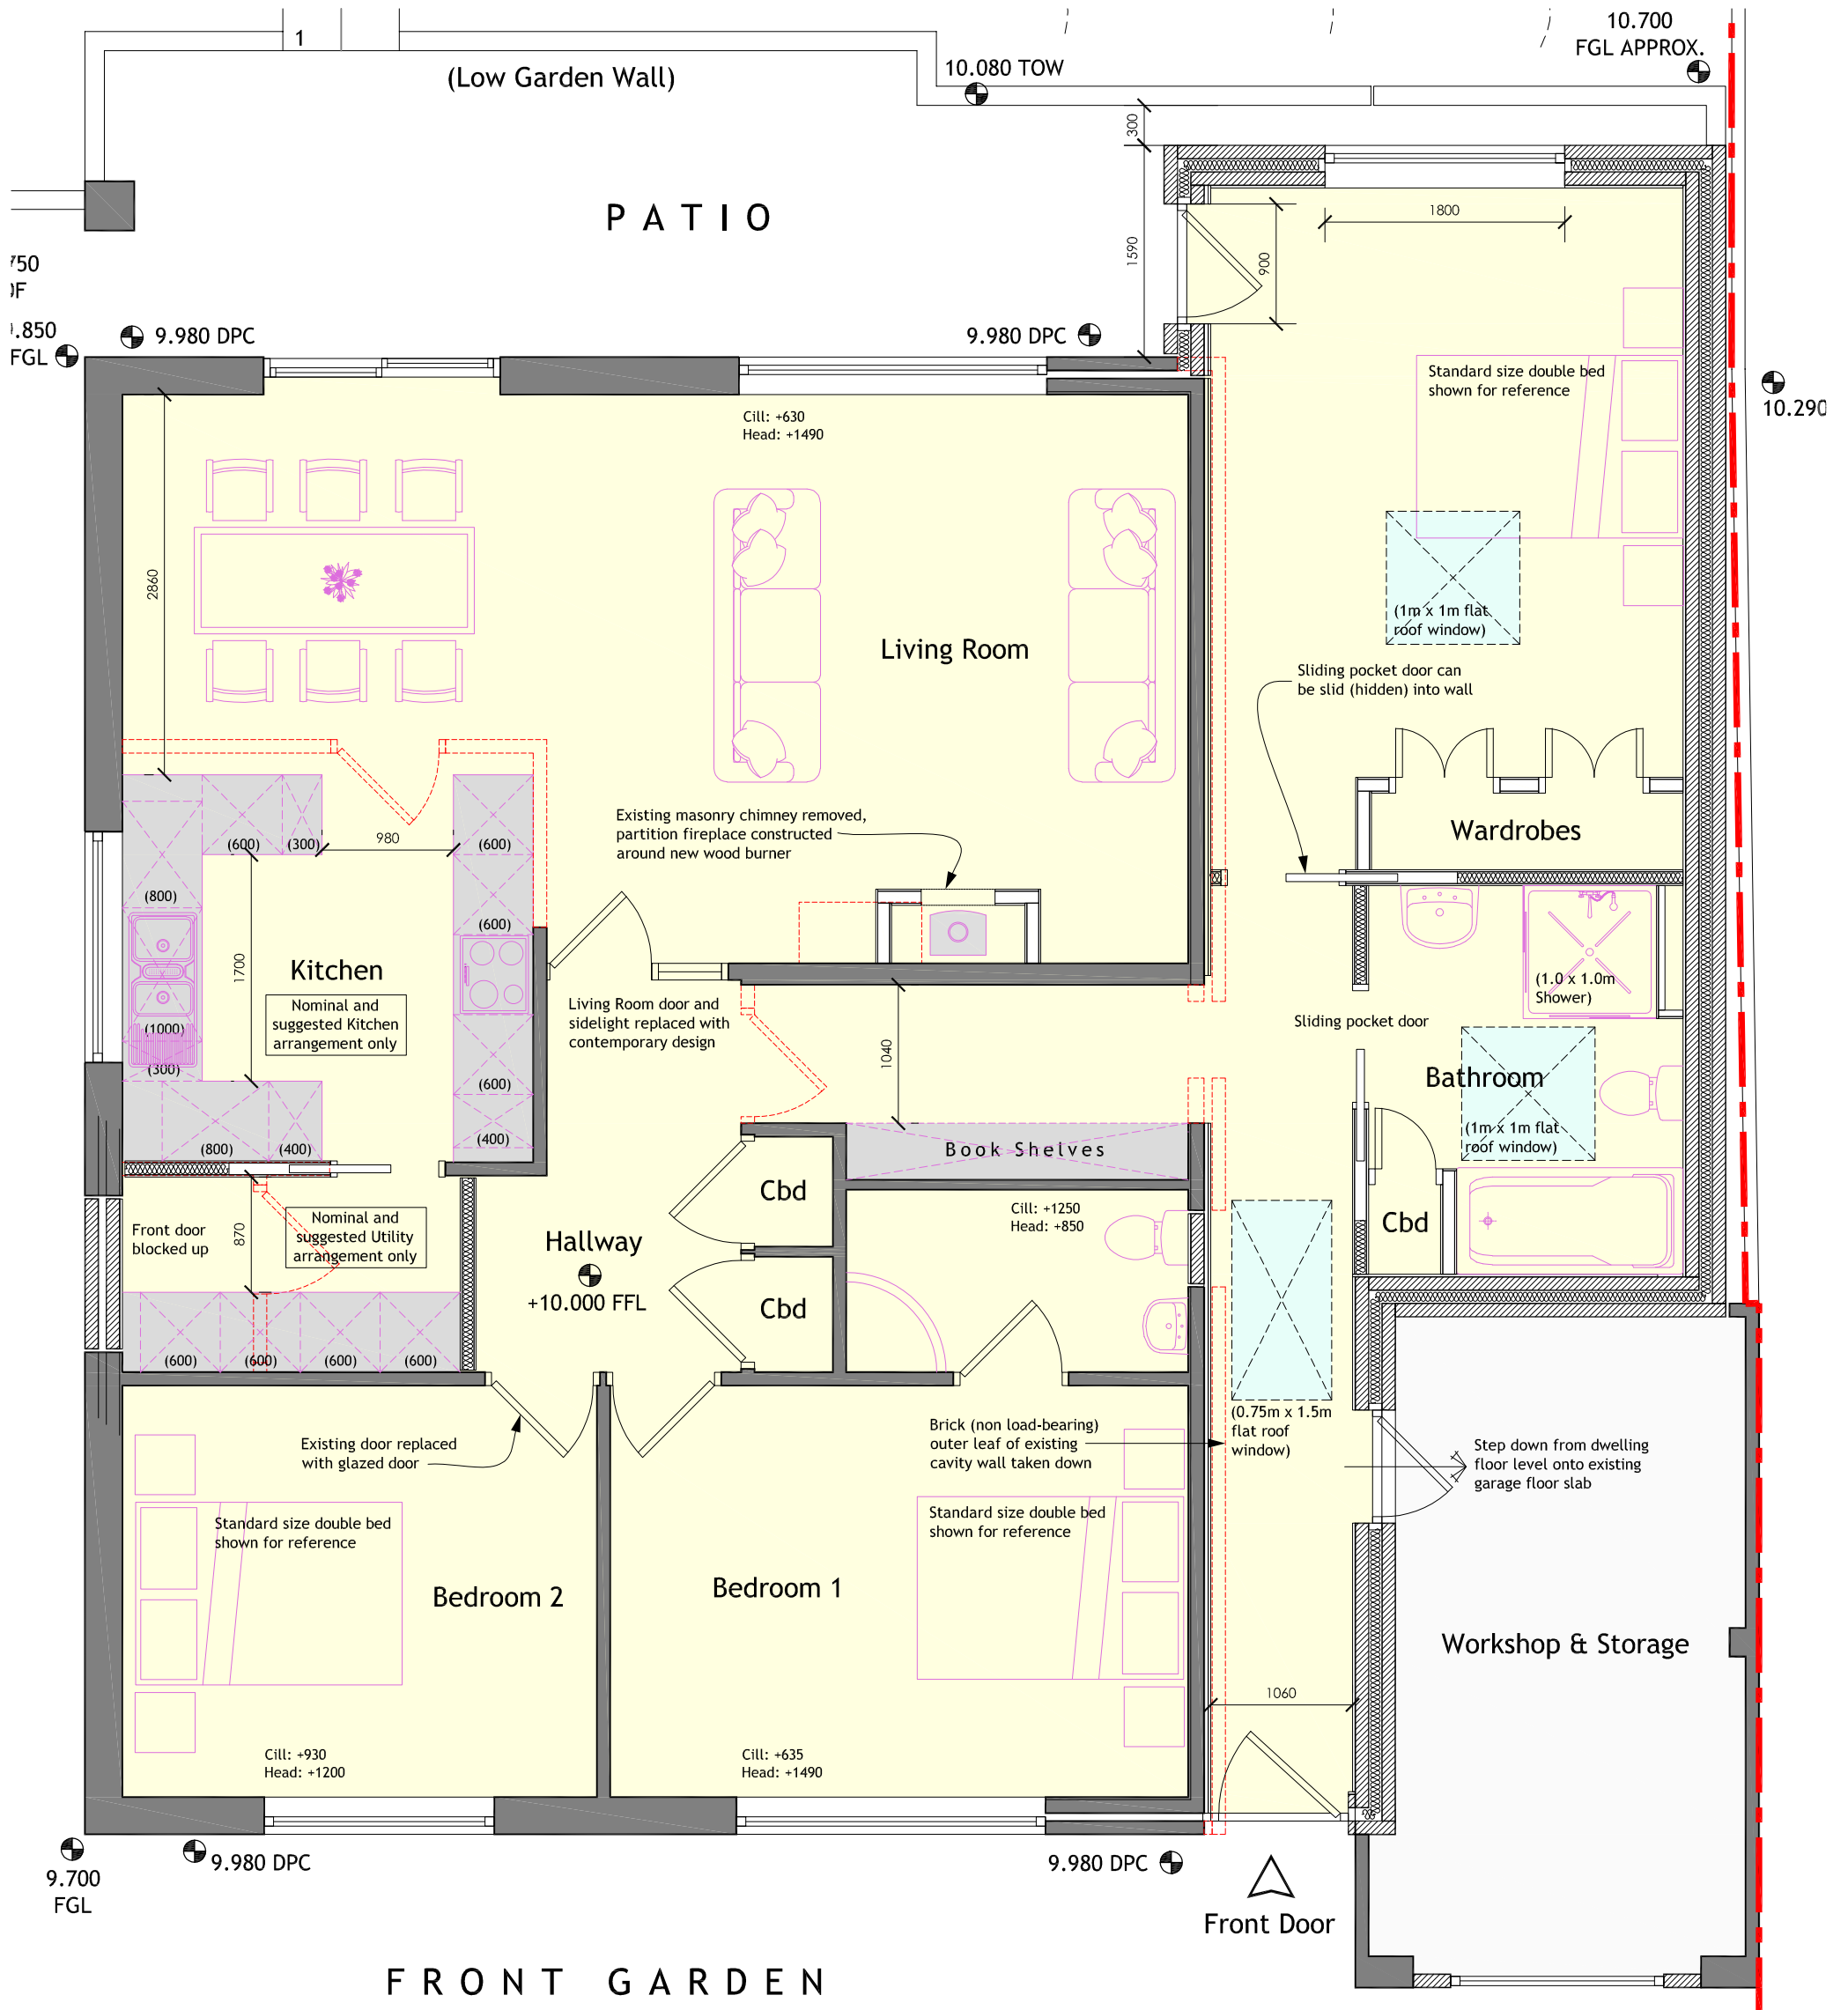 10.700
FGL APPROX.
1
(Low Garden Wall)
10.080 TOW
300
PATIO
1800
1590
900
750
.850
FGL
9.980 DPC
9.980 DPC
Standard size double bed
shown for reference
10.290
Cill: +630
Head: +1490
2860
(1m x 1m flat
roof window)
Living Room
Sliding pocket door can
be slid (hidden) into wall
Existing masonry chimney removed,
partition fireplace constructed
around new wood burner
Wardrobes
(600)
(300)
980
(600)
(800)
(600)
1700
Kitchen
Nominal and
suggested Kitchen
arrangement only
(1000)
(300)
Living Room door and
sidelight replaced with
contemporary design
(1.0 x 1.0m
Shower)
Sliding pocket door
1040
(600)
Bathroom
(800)
(400)
(400)
(1m x 1m flat
roof window)
Book Shelves
Cbd
Front door
blocked up
870
Nominal and
suggested Utility
arrangement only
Hallway
+10.000 FFL
Cill: +1250
Head: +850
Cbd
Cbd
(600)
(600)
(600)
(600)
Existing door replaced
with glazed door
Brick (non load-bearing)
outer leaf of existing
cavity wall taken down
(0.75m x 1.5m
flat roof
window)
Step down from dwelling
floor level onto existing
garage floor slab
Standard size double bed
shown for reference
Standard size double bed
shown for reference
Bedroom 2
Bedroom 1
Workshop & Storage
1060
Cill: +930
Head: +1200
Cill: +635
Head: +1490
9.700
FGL
9.980 DPC
9.980 DPC
Front Door
FRONT GARDEN